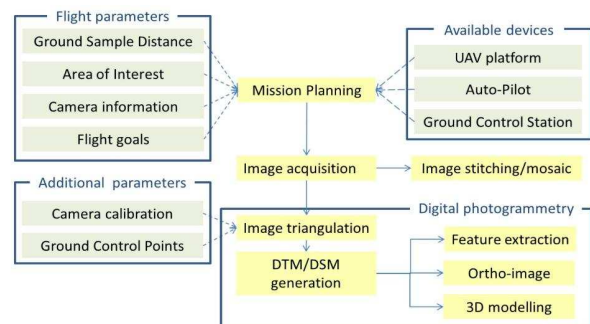 Flight parameters
Ground Sample Distance
Area of Interest
Camera information
Flight goals
Available devices
UAV platform
Auto-Pilot
Ground Control Station
Mission Planning
Image acquisition
Image stitching/mosaic
Additional parameters
Camera calibration
Ground Control Points
Digital photogrammetry
Image triangulation
DTM/DSM
generation
Feature extraction
Ortho-image
3D modelling